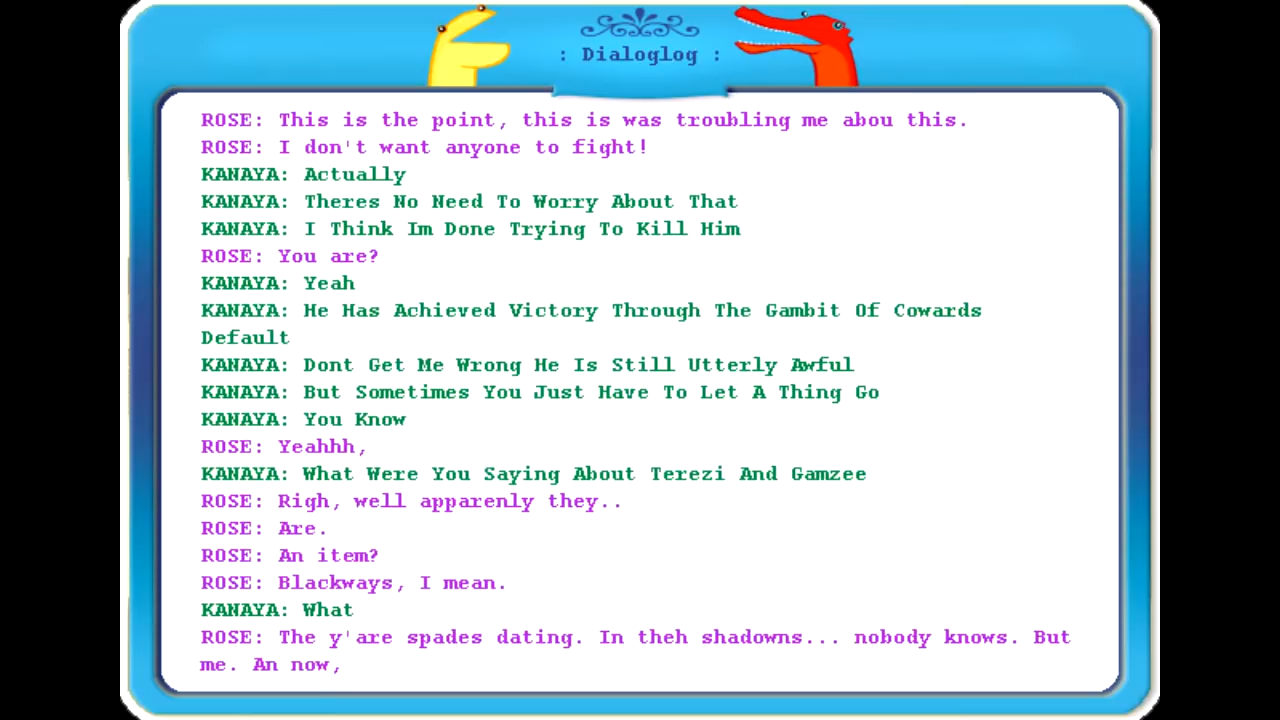 : Dialoglog :
ROSE: This is the point, this is was troubling me abou this.
ROSE: I don't want anyone to fight!
KANAYA: Actually
KANAYA: Theres No Need To Worry About That
KANAYA: I Think Im Done Trying To Kill Him
ROSE: You are?
KANAYA: Yeah
KANAYA: He Has Achieved Victory Through The Gambit Of Cowards
Default
KANAYA: Dont Get Me Wrong He Is Still Utterly Awful
KANAYA: But Sometimes You Just Have To Let A Thing Go
KANAYA: You Know
ROSE: Yeahhh,
KANAYA: What Were You Saying About Terezi And Gamzee
ROSE: Righ, well apparenly they..
ROSE: Are.
ROSE: An item?
ROSE: Blackways, I mean.
KANAYA: What
ROSE: The y'are spades dating. In theh shadowns... nobody knows. But
me. An now,